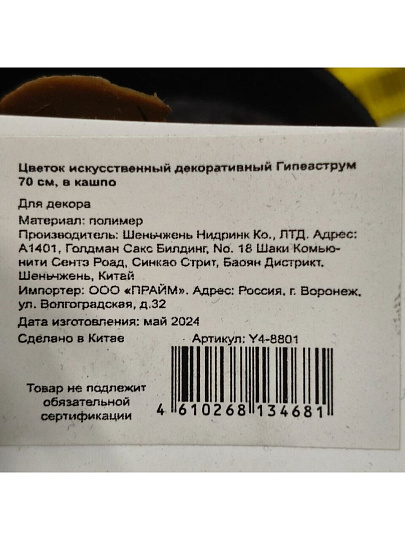 Цветок искусственный декоративный Гипеаструм
70 см, в кашпо
Для декора
Материал: полимер
Производитель: Шеньчжень Нидринк Ко., ЛТД. Адрес:
А1401, Голдман Сакс Билдинг, No. 18 Шаки Комью-
нити Сентэ Роад, Синкао Стрит, Баоян Дистрикт,
Шеньчжень, Китай
Импортер: ООО «ПРАЙМ». Адрес: Россия, г. Воронеж,
ул. Волгоградская, д.32
Дата изготовления: май 2024
Сделано в Китае Артикул: Y4-8801
Товар не подлежит
обязательной
сертификации
4 610268 134681